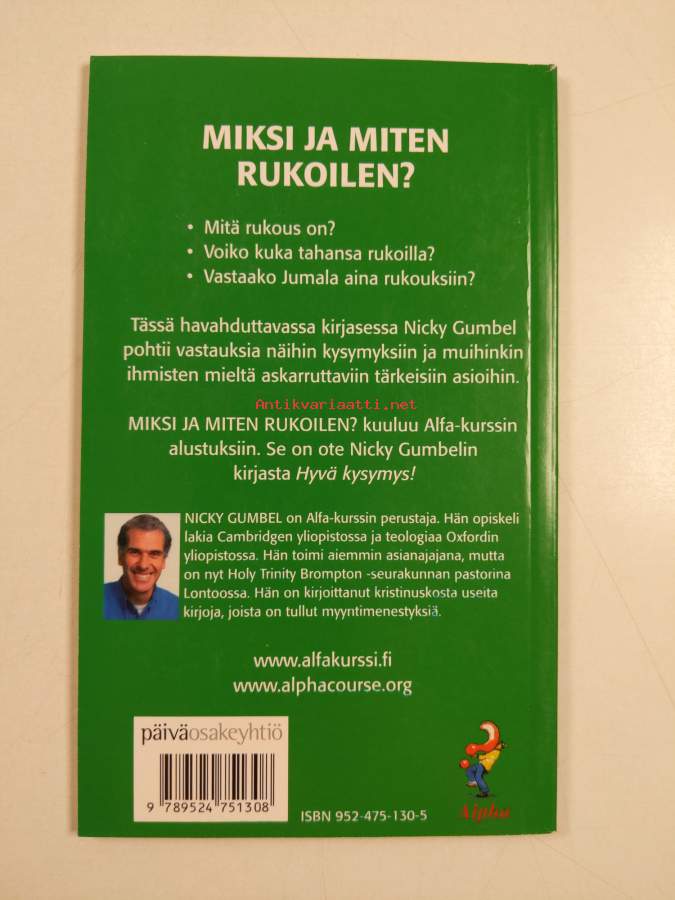 MIKSI JA MITEN
RUKOILEN?
• Mitä rukous on?
• Voiko kuka tahansa rukoilla?
• Vastaako Jumala aina rukouksiin?
Tässä havahduttavassa kirjasessa Nicky Gumbel
pohtii vastauksia näihin kysymyksiin ja muihinkin
ihmisten mieltä askarruttaviin tärkeisiin asioihin.
Antikvariaatti.net
MIKSI JA MITEN RUKOILEN? kuuluu Alfa-kurssin
alustuksiin. Se on ote Nicky Gumbelin
kirjasta Hyvä kysymys!
NICKY GUMBEL on Alfa-kurssin perustaja. Hän opiskeli
lakia Cambridgen yliopistossa ja teologiaa Oxfordin
yliopistossa. Hän toimi aiemmin asianajajana, mutta
on nyt Holy Trinity Brompton -seurakunnan pastorina
Lontoossa. Hän on kirjoittanut kristinuskosta useita
kirjoja, joista on tullut myyntimenestyksiä.
www.alfakurssi.fi
www.alphacourse.org
päiväosakeyhtiö
9 789524 751308
ISBN 952-475-130-5
Alpha